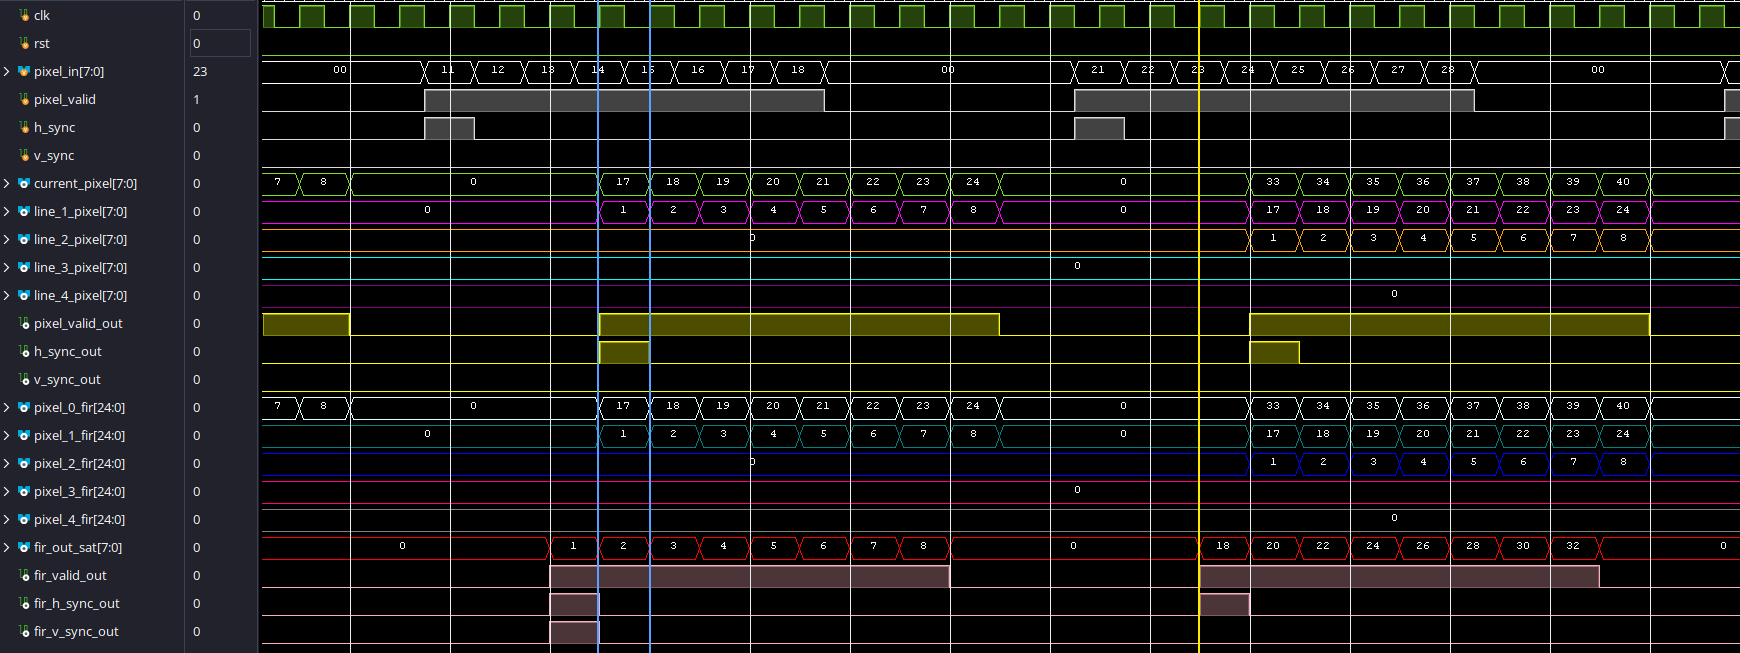 clk 0
rst 0
pixel_in[7:0] 23 00 11 12 13 14 15 16 17 18 00 21 22 23 24 25 26 27 28 00
pixel_valid 1
h_sync 0
v_sync 0
current_pixel[7:0] 0 7 8 0 17 18 19 20 21 22 23 24 0 33 34 35 36 37 38 39 40
line_1_pixel[7:0] 0 0 1 2 3 4 5 6 7 8 0 17 18 19 20 21 22 23 24
line_2_pixel[7:0] 0 0 1 2 3 4 5 6 7 8
line_3_pixel[7:0] 0 0
line_4_pixel[7:0] 0 0
pixel_valid_out 0
h_sync_out 0
v_sync_out 0
pixel_0_fir[24:0] 0 7 8 0 17 18 19 20 21 22 23 24 0 33 34 35 36 37 38 39 40
pixel_1_fir[24:0] 0 0 1 2 3 4 5 6 7 8 0 17 18 19 20 21 22 23 24
pixel_2_fir[24:0] 0 0 1 2 3 4 5 6 7 8
pixel_3_fir[24:0] 0 0
pixel_4_fir[24:0] 0 0
fir_out_sat[7:0] 0 0 1 2 3 4 5 6 7 8 0 18 20 22 24 26 28 30 32 0
fir_valid_out 0
fir_h_sync_out 0
fir_v_sync_out 0